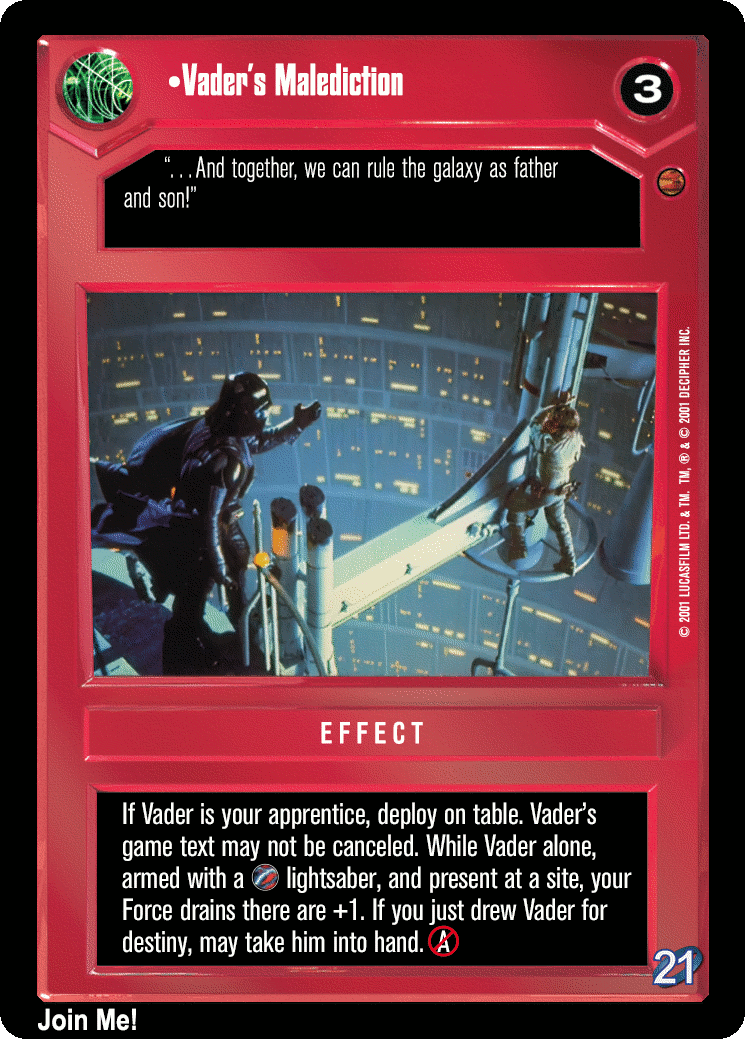 •Vader's Malediction
3
“. . . And together, we can rule the galaxy as father
and son!”
© 2001 LUCASFILM LTD. & TM. TM, ® & © 2001 DECIPHER INC.
EFFECT
If Vader is your apprentice, deploy on table. Vader's
game text may not be canceled. While Vader alone,
armed with a lightsaber, and present at a site, your
Force drains there are +1. If you just drew Vader for
destiny, may take him into hand. A
21
Join Me!